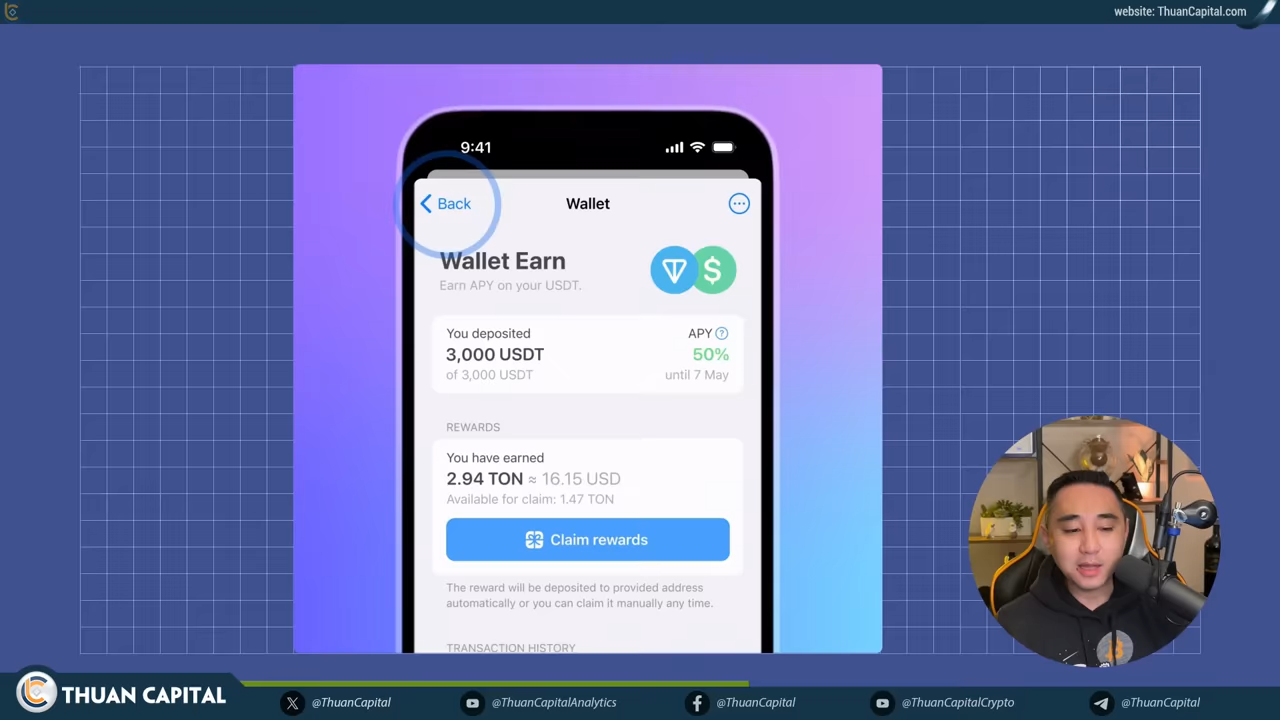 website: ThuanCapital.com
9:41
Back
Wallet
Wallet Earn
Earn APY on your USDT.
You deposited
APY ?
3,000 USDT
50%
of 3,000 USDT
until 7 May
REWARDS
You have earned
2.94 TON ≈ 16.15 USD
Available for claim: 1.47 TON
Claim rewards
The reward will be deposited to provided address
automatically or you can claim it manually any time.
TRANSACTION HISTORY
THUAN CAPITAL
@ThuanCapital
@ThuanCapitalAnalytics
@ThuanCapital
@ThuanCapitalCrypto
@ThuanCapital